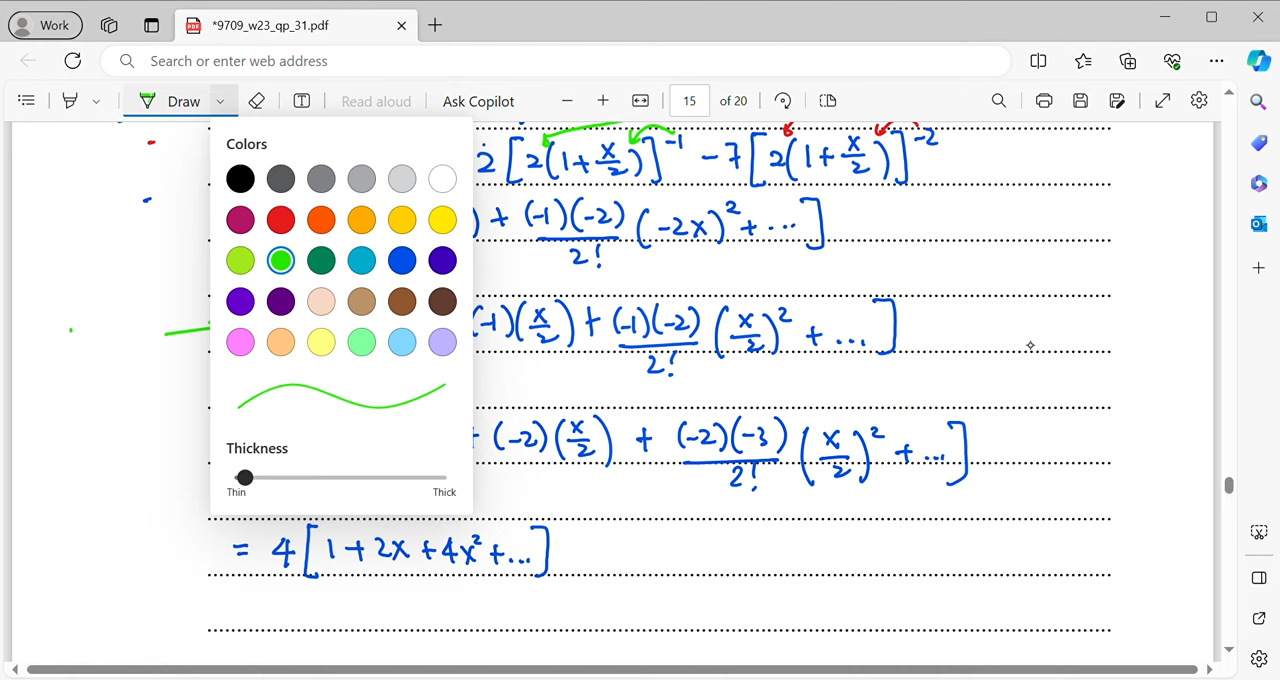 Work
*9709_w23_qp_31.pdf
Search or enter web address
Draw
Read aloud
Ask Copilot
15 of 20
Colors
Thickness
Thin Thick
2[2(1+x/2)]^-1 - 7[2(1+x/2)]^-2
) + (-1)(-2)/2! (-2x)^2 + ...]
(-1)(x/2) + (-1)(-2)/2! (x/2)^2 + ...]
+ (-2)(x/2) + (-2)(-3)/2! (x/2)^2 + ...]
= 4[1+2x+4x^2+...]